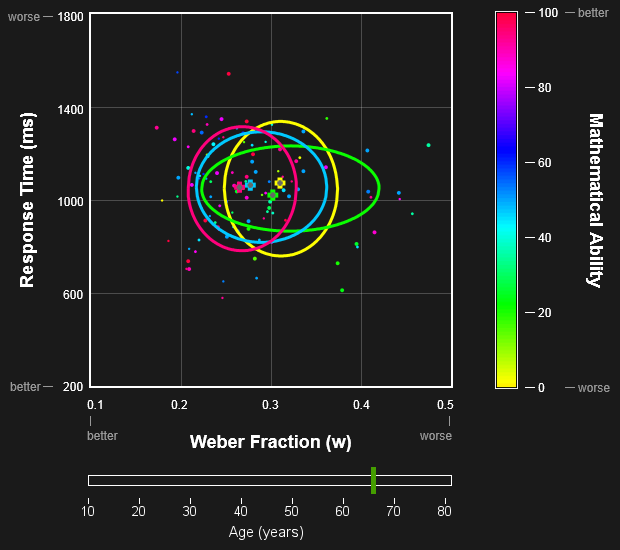 worse
1800
1400
1000
600
better
200
Response Time (ms)
0.1
0.2
0.3
0.4
0.5
better
worse
Weber Fraction (w)
10
20
30
40
50
60
70
80
Age (years)
100
better
80
60
40
20
0
worse
Mathematical Ability